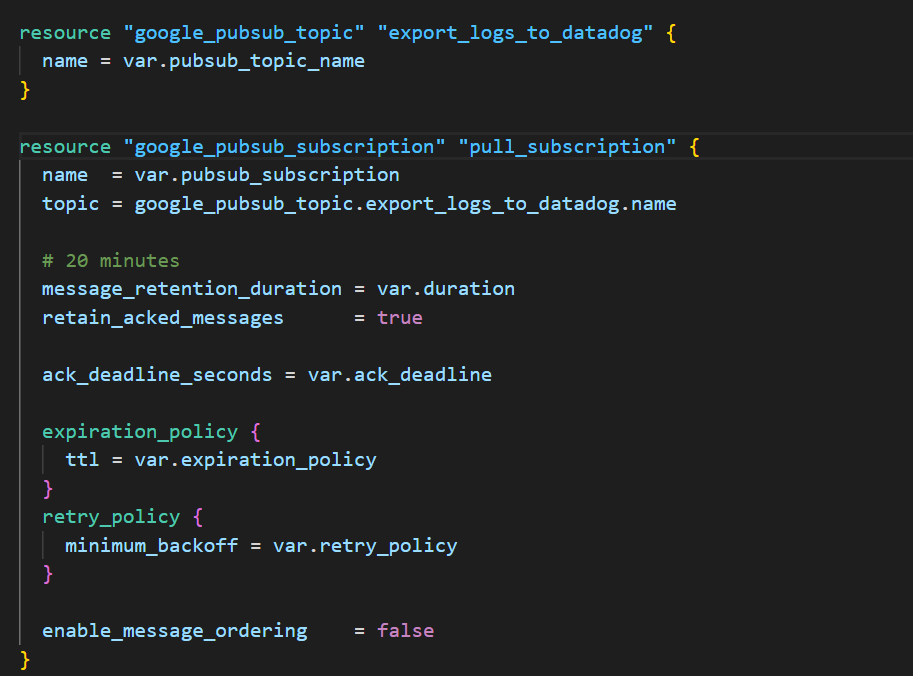 resource "google_pubsub_topic" "export_logs_to_datadog" {
  name = var.pubsub_topic_name
}
resource "google_pubsub_subscription" "pull_subscription" {
  name  = var.pubsub_subscription
  topic = google_pubsub_topic.export_logs_to_datadog.name
  # 20 minutes
  message_retention_duration = var.duration
  retain_acked_messages      = true
  ack_deadline_seconds = var.ack_deadline
  expiration_policy {
    ttl = var.expiration_policy
  }
  retry_policy {
    minimum_backoff = var.retry_policy
  }
  enable_message_ordering    = false
}